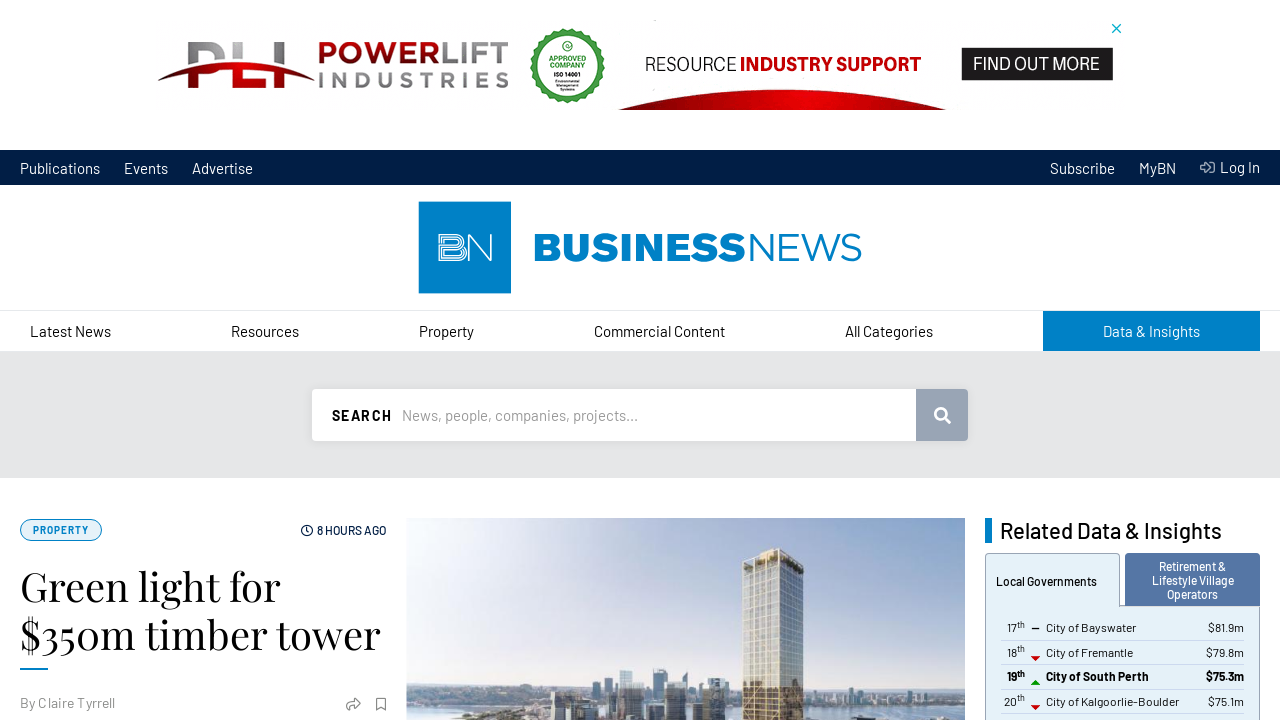 PLI POWERLIFT INDUSTRIES
APPROVED COMPANY
ISO 14001
Environmental Management Systems
RESOURCE INDUSTRY SUPPORT
FIND OUT MORE
Publications Events Advertise
Subscribe MyBN Log In
BN BUSINESSNEWS
Latest News Resources Property Commercial Content All Categories Data & Insights
SEARCH News, people, companies, projects...
PROPERTY 8 HOURS AGO
Green light for
$350m timber tower
By Claire Tyrrell
Related Data & Insights
Local Governments
Retirement &
Lifestyle Village
Operators
17th City of Bayswater $81.9m
18th City of Fremantle $79.8m
19th City of South Perth $75.3m
20th City of Kalgoorlie-Boulder $75.1m